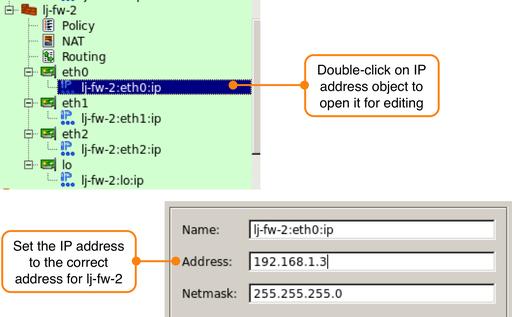 lj-fw-2
Policy
NAT
Routing
eth0
lj-fw-2:eth0:ip
eth1
lj-fw-2:eth1:ip
eth2
lj-fw-2:eth2:ip
lo
lj-fw-2:lo:ip
Double-click on IP
address object to
open it for editing
Set the IP address
to the correct
address for lj-fw-2
Name: lj-fw-2:eth0:ip
Address: 192.168.1.3
Netmask: 255.255.255.0